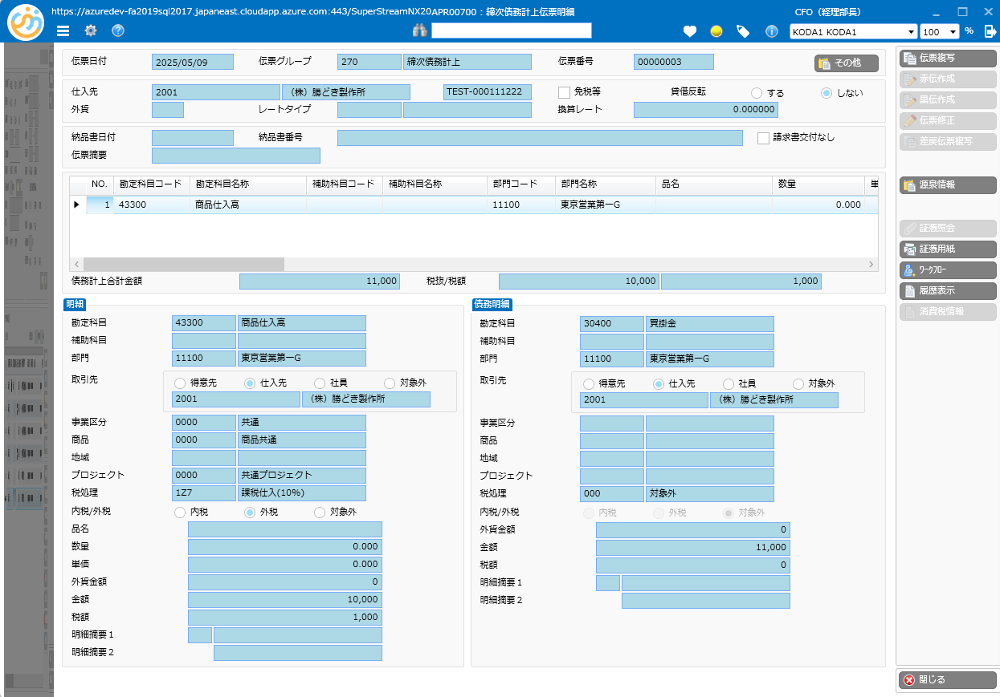 https://azuredev-fa2019sql2017.japaneast.cloudapp.azure.com:443/SuperStreamNX20APR00700：締次債務計上伝票明細 CFO（経理部長）
KODA1 KODA1 100 %
伝票日付 2025/05/09 伝票グループ 270 締次債務計上 伝票番号 00000003 その他
仕入先 2001 （株）勝どき製作所 TEST-000111222 免税等 貸借反転 する しない
外貨 レートタイプ 換算レート 0.000000
納品書日付 納品書番号 請求書交付なし
伝票摘要
NO. 勘定科目コード 勘定科目名称 補助科目コード 補助科目名称 部門コード 部門名称 品名 数量 単
1 43300 商品仕入高 11100 東京営業第一G 0.000
債務計上合計金額 11,000 税抜/税額 10,000 1,000
明細
勘定科目 43300 商品仕入高
補助科目
部門 11100 東京営業第一G
取引先 得意先 仕入先 社員 対象外
2001 （株）勝どき製作所
事業区分 0000 共通
商品 0000 商品共通
地域
プロジェクト 0000 共通プロジェクト
税処理 1Z7 課税仕入(10%)
内税/外税 内税 外税 対象外
品名
数量 0.000
単価 0.000
外貨金額 0
金額 10,000
税額 1,000
明細摘要1
明細摘要2
債務明細
勘定科目 30400 買掛金
補助科目
部門 11100 東京営業第一G
取引先 得意先 仕入先 社員 対象外
2001 （株）勝どき製作所
事業区分
商品
地域
プロジェクト
税処理 000 対象外
内税/外税 内税 外税 対象外
外貨金額 0
金額 11,000
税額 0
明細摘要1
明細摘要2
伝票複写
赤伝作成
黒伝作成
伝票修正
差戻伝票複写
源泉情報
証憑照会
証憑用紙
ﾜｰｸﾌﾛｰ
履歴表示
消費税情報
閉じる